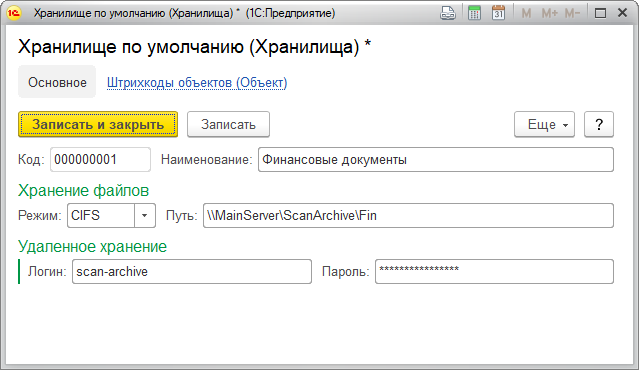 Хранилище по умолчанию (Хранилища) * (1С:Предприятие) M M+ M-
Хранилище по умолчанию (Хранилища) *
Основное Штрихкоды объектов (Объект)
Записать и закрыть Записать Еще ?
Код: 000000001 Наименование: Финансовые документы
Хранение файлов
Режим: CIFS Путь: \\MainServer\ScanArchive\Fin
Удаленное хранение
Логин: scan-archive Пароль: ****************